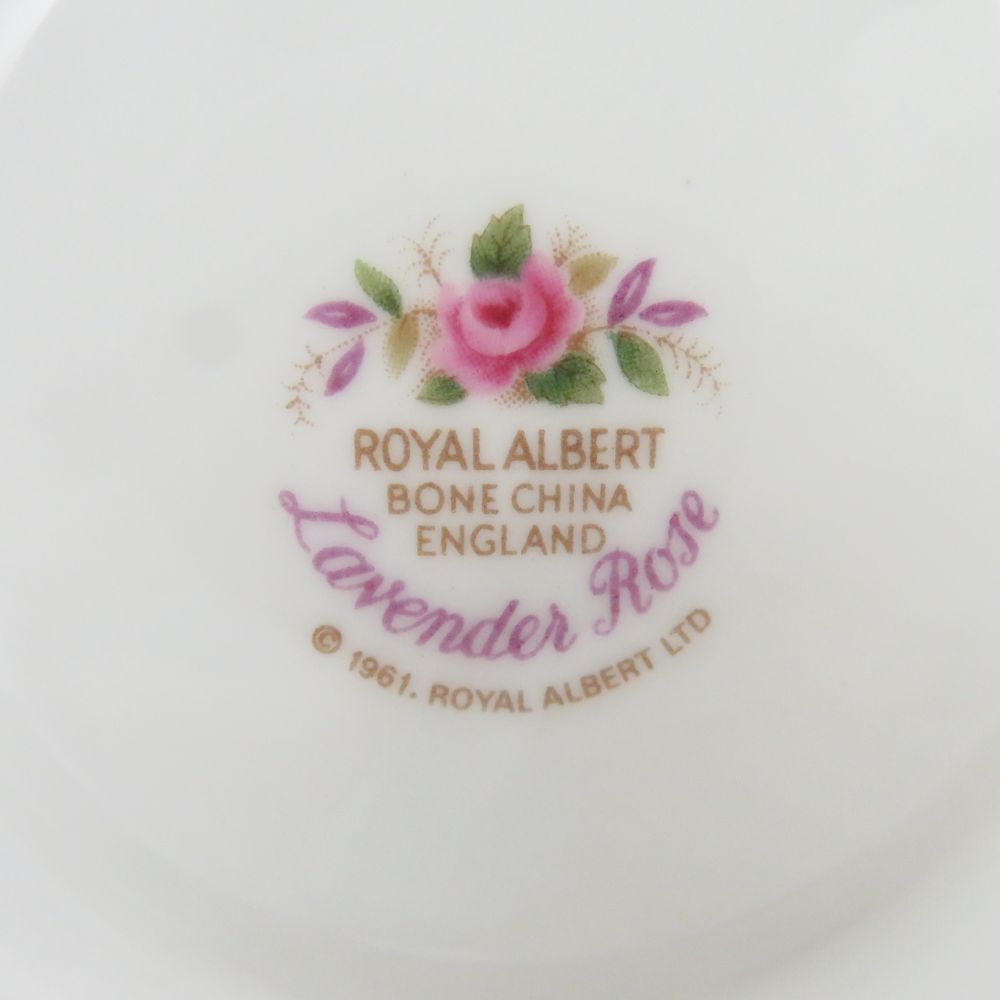 ROYAL ALBERT
BONE CHINA
ENGLAND
Lavender Rose
© 1961. ROYAL ALBERT LTD